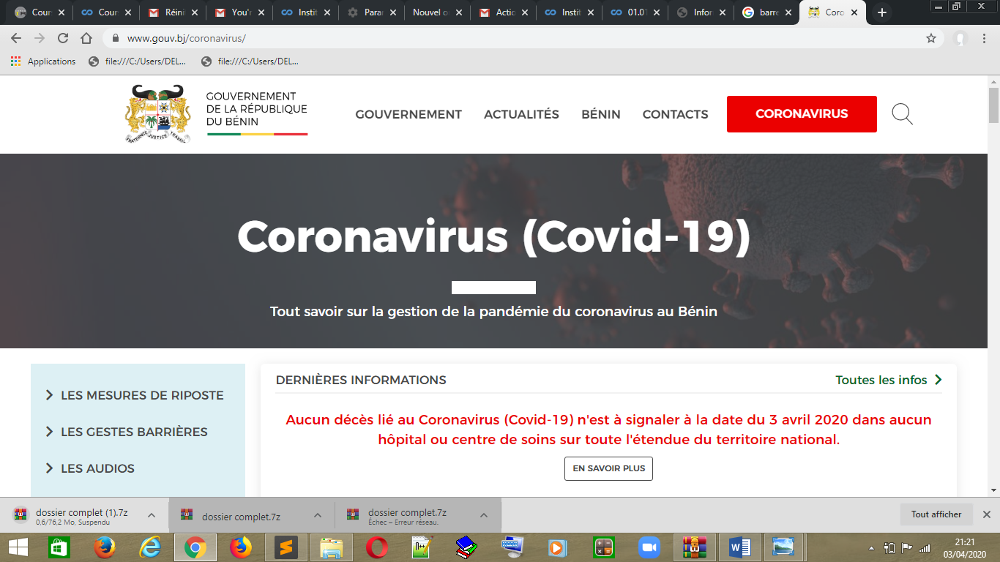 Cour
Cour
Réini
You'r
Instit
Parar
Nouvel o
Actio
Instit
01.01
Infor
barre
Coro
www.gouv.bj/coronavirus/
Applications
file:///C:/Users/DEL...
file:///C:/Users/DEL...
GOUVERNEMENT
DE LA RÉPUBLIQUE
DU BÉNIN
FRATERNITÉ JUSTICE TRAVAIL
GOUVERNEMENT
ACTUALITÉS
BÉNIN
CONTACTS
CORONAVIRUS
Coronavirus (Covid-19)
Tout savoir sur la gestion de la pandémie du coronavirus au Bénin
LES MESURES DE RIPOSTE
LES GESTES BARRIÈRES
LES AUDIOS
DERNIÈRES INFORMATIONS
Toutes les infos
Aucun décès lié au Coronavirus (Covid-19) n'est à signaler à la date du 3 avril 2020 dans aucun
hôpital ou centre de soins sur toute l'étendue du territoire national.
EN SAVOIR PLUS
dossier complet (1).7z
0,6/76,2 Mo, Suspendu
dossier complet.7z
dossier complet.7z
Échec – Erreur réseau.
Tout afficher
21:21
03/04/2020